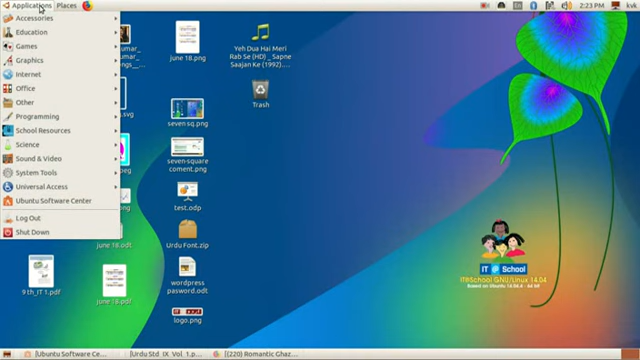 Applications Places
2:23 PM kvk
Accessories
Education
Games
Graphics
Internet
Office
Other
Programming
School Resources
Science
Sound & Video
System Tools
Universal Access
Ubuntu Software Center
Log Out
Shut Down
june 18.png
Yeh Dua Hai Meri
Rab Se (HD) _ Sapne
Saajan Ke (1992)....
Trash
seven sq.png
seven-square
coment.png
test.odp
june 18.odt
Urdu Font.zip
9 th_IT 1.pdf
june 18.pdf
wordpress
pasword.odt
logo.png
IT @ School
IT@School GNU/Linux 14.04
Based on Ubuntu 14.04.4 - 64 bit
[Ubuntu Software Ce...
[Urdu Std_IX_Vol_1.p...
[(220) Romantic Ghaz...